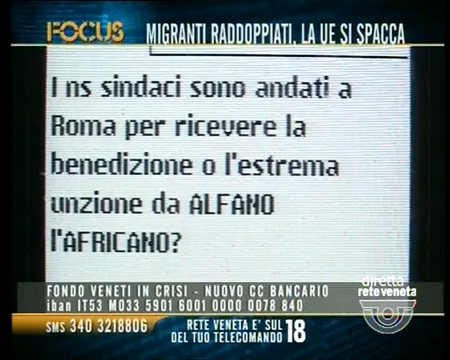 FOCUS
MIGRANTI RADDOPPIATI, LA UE SI SPACCA
I ns sindaci sono andati a
Roma per ricevere la
benedizione o l'estrema
unzione da ALFANO
l'AFRICANO?
diretta
reteveneta
FONDO VENETI IN CRISI - NUOVO CC BANCARIO
iban IT53 M033 5901 6001 0000 0078 840
SMS 340 3218806
RETE VENETA E' SUL
DEL TUO TELECOMANDO 18